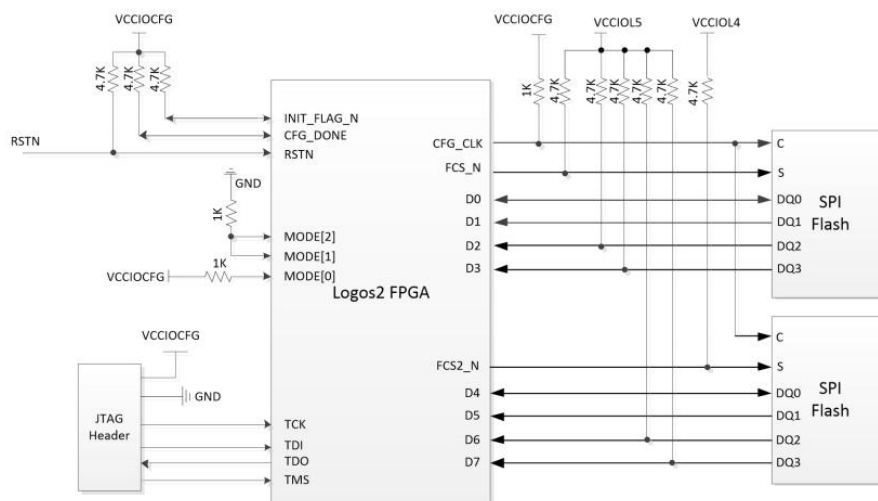 VCCIOCFG
4.7K
4.7K
4.7K
VCCIOCFG
VCCIOL5
VCCIOL4
1K
4.7K
4.7K
4.7K
4.7K
4.7K
4.7K
RSTN
INIT_FLAG_N
CFG_DONE
RSTN
GND
1K
MODE[2]
MODE[1]
MODE[0]
VCCIOCFG
1K
Logos2 FPGA
CFG_CLK
FCS_N
D0
D1
D2
D3
C
S
DQ0
DQ1
DQ2
DQ3
SPI
Flash
VCCIOCFG
GND
JTAG
Header
TCK
TDI
TDO
TMS
FCS2_N
D4
D5
D6
D7
C
S
DQ0
DQ1
DQ2
DQ3
SPI
Flash